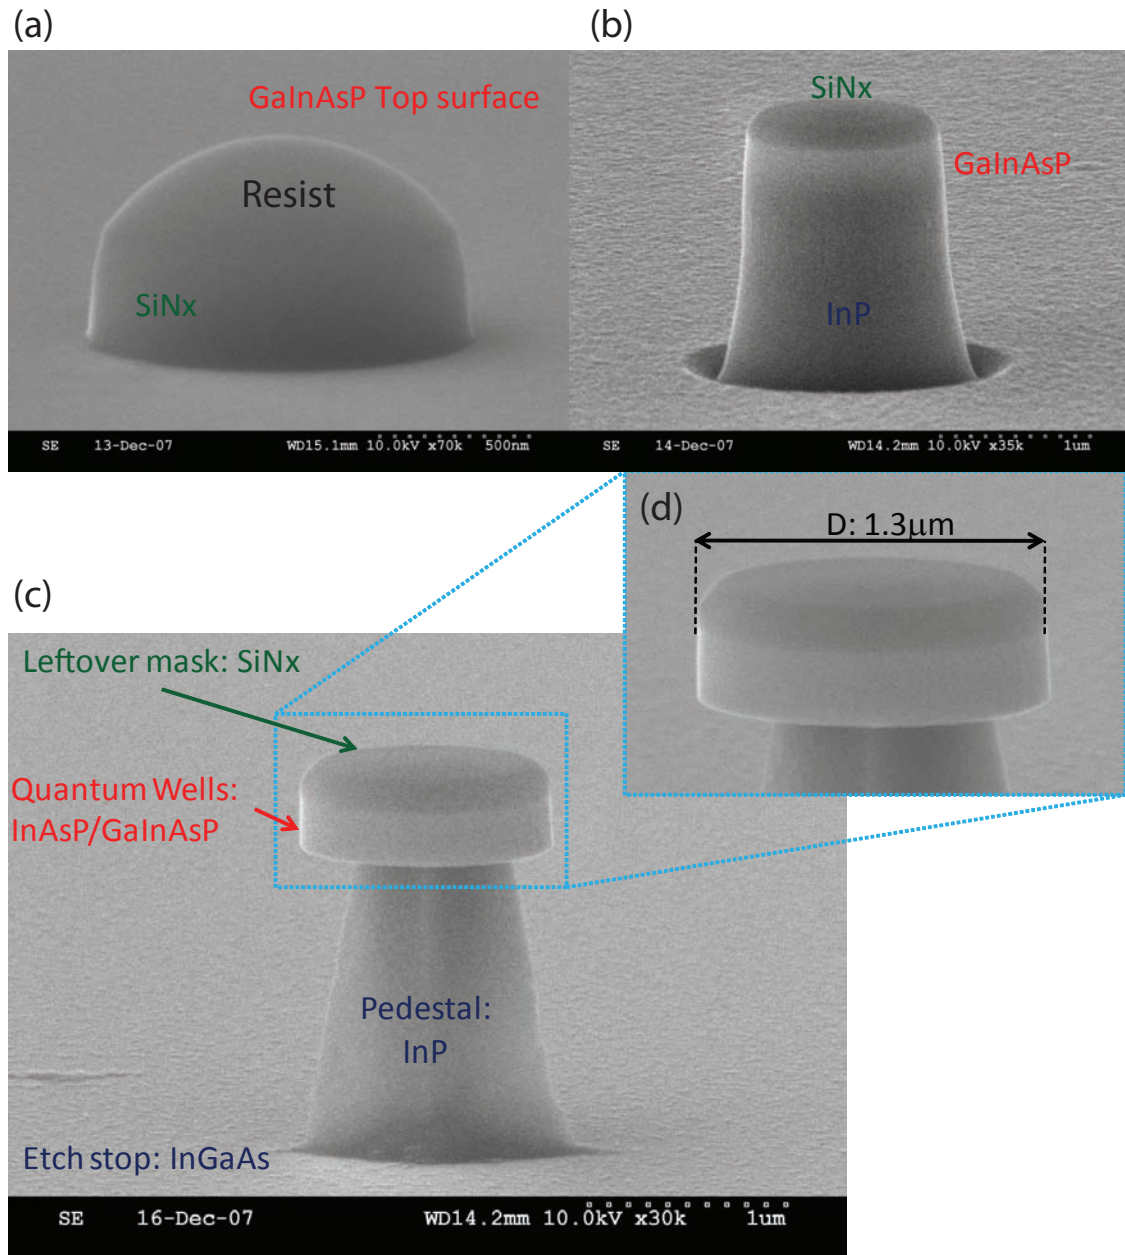 (a)
(b)
GaInAsP Top surface
Resist
SiNx
SE 13-Dec-07 WD15.1mm 10.0kV x70k 500nm
SiNx
GaInAsP
InP
SE 14-Dec-07 WD14.2mm 10.0kV x35k 1um
(d)
D: 1.3μm
(c)
Leftover mask: SiNx
Quantum Wells:
InAsP/GaInAsP
Pedestal:
InP
Etch stop: InGaAs
SE 16-Dec-07 WD14.2mm 10.0kV x30k 1um